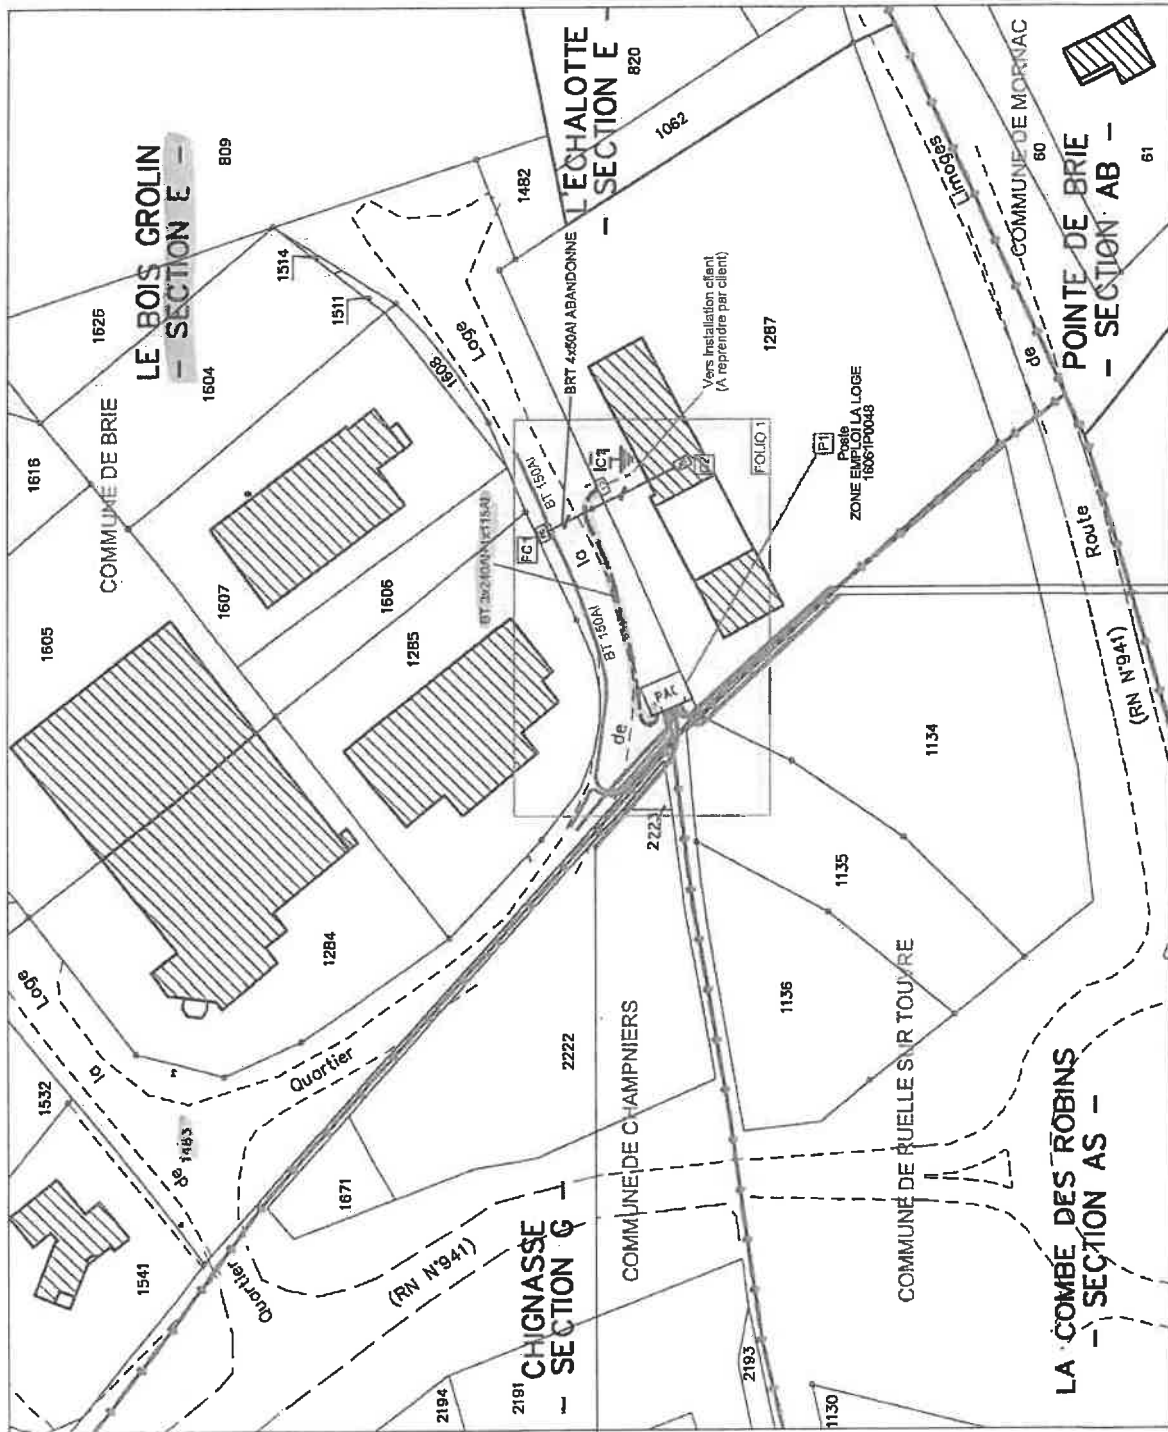 LE BOIS GROLIN
- SECTION E -
809
L'ECHALOTTE
- SECTION E -
820
1062
1482
1514
1511
1626
1604
1618
COMMUNE DE BRIE
1608
Loge
BRT 4x50Al ABANDONNE
Vers Installation client
(A reprendre par client)
1287
BT 150Al
FC1
la
BT 150Al
de
PAC
FOLIO 1
P1
Poste
ZONE EMPLOI LA LOGE
16061P0048
1605
1607
1606
1285
1284
COMMUNE DE MORNAC
Limoges
de
Route
(RN N°941)
60
61
POINTE DE BRIE
- SECTION AB -
1134
1135
1136
2223
2222
COMMUNE DE CHAMPNIERS
COMMUNE DE RUELLE SUR TOUVRE
LA COMBE DES ROBINS
- SECTION AS -
CHIGNASSE
- SECTION G -
(RN N°941)
1671
Quartier
Loge
la
de
1483
Quartier
1532
1541
2194
2191
2193
1130